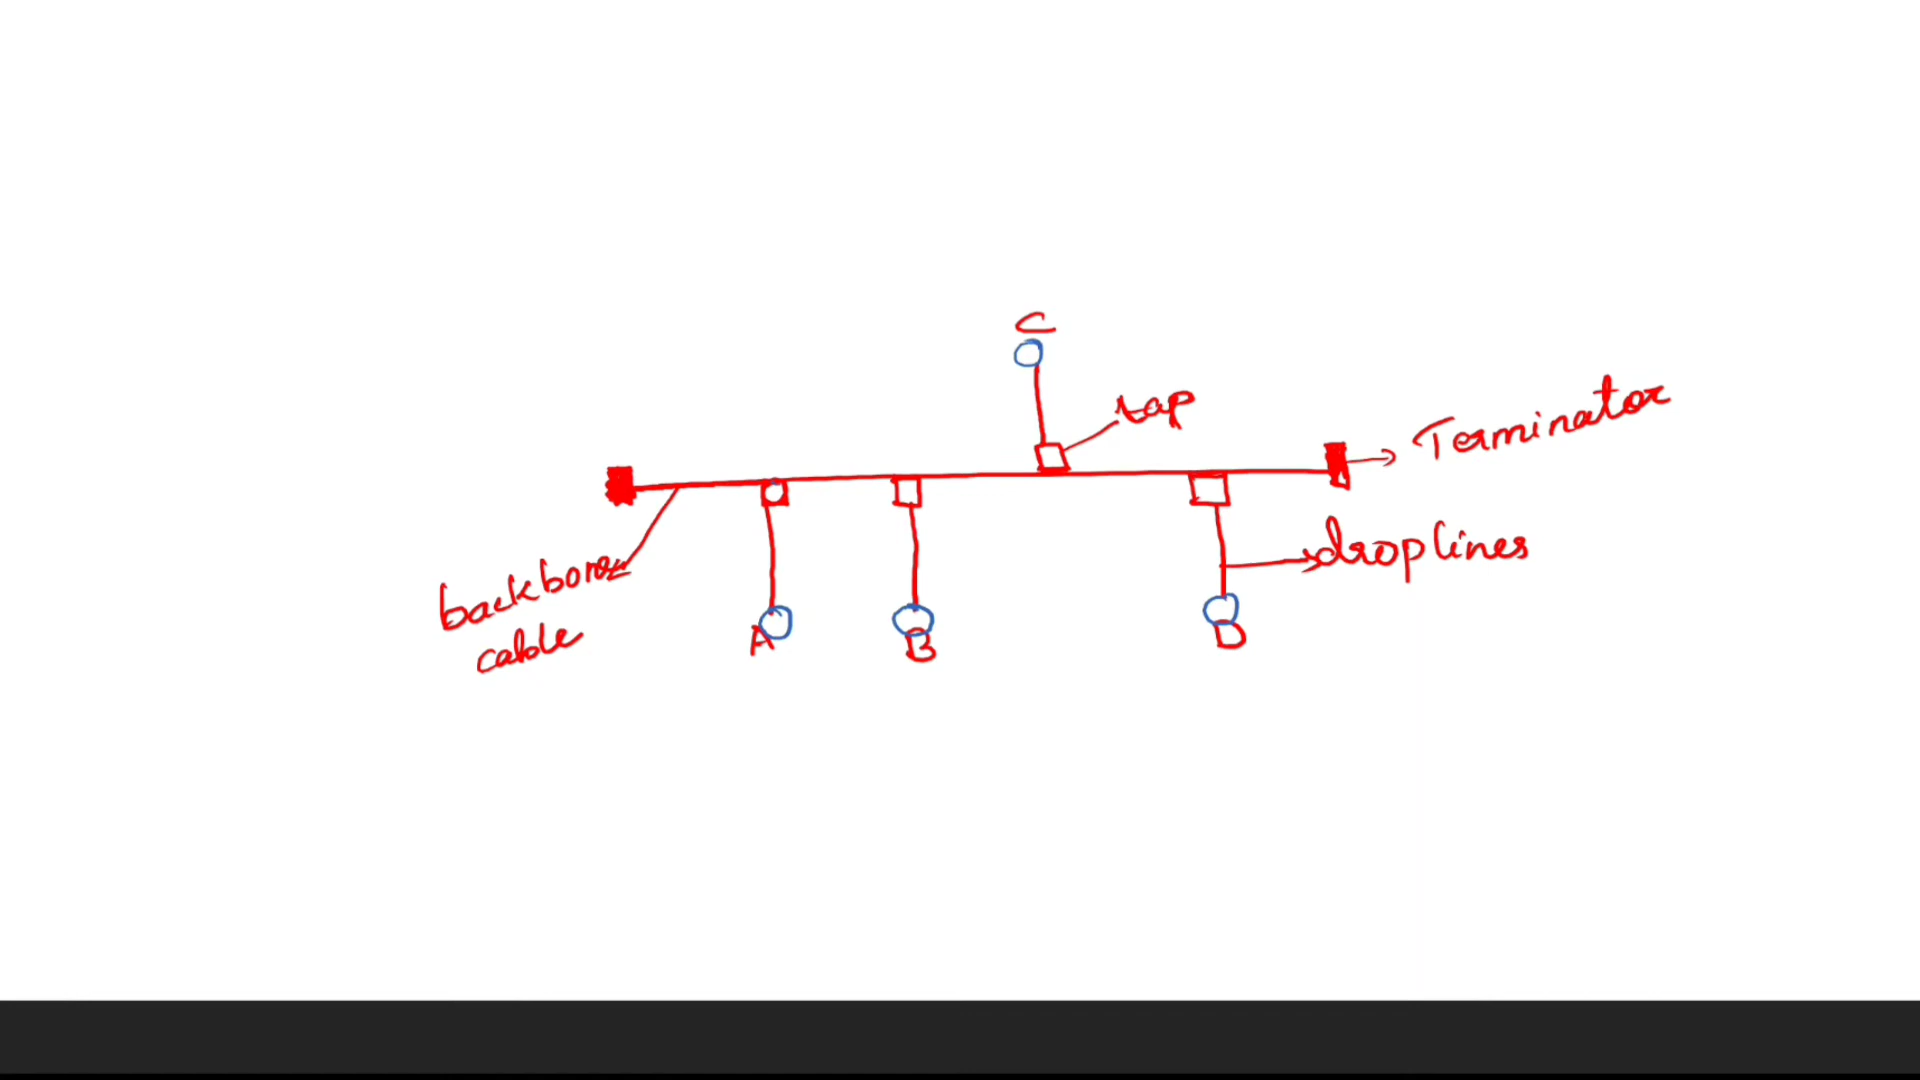 C
tap
Terminator
backbone
cable
droplines
A
B
D